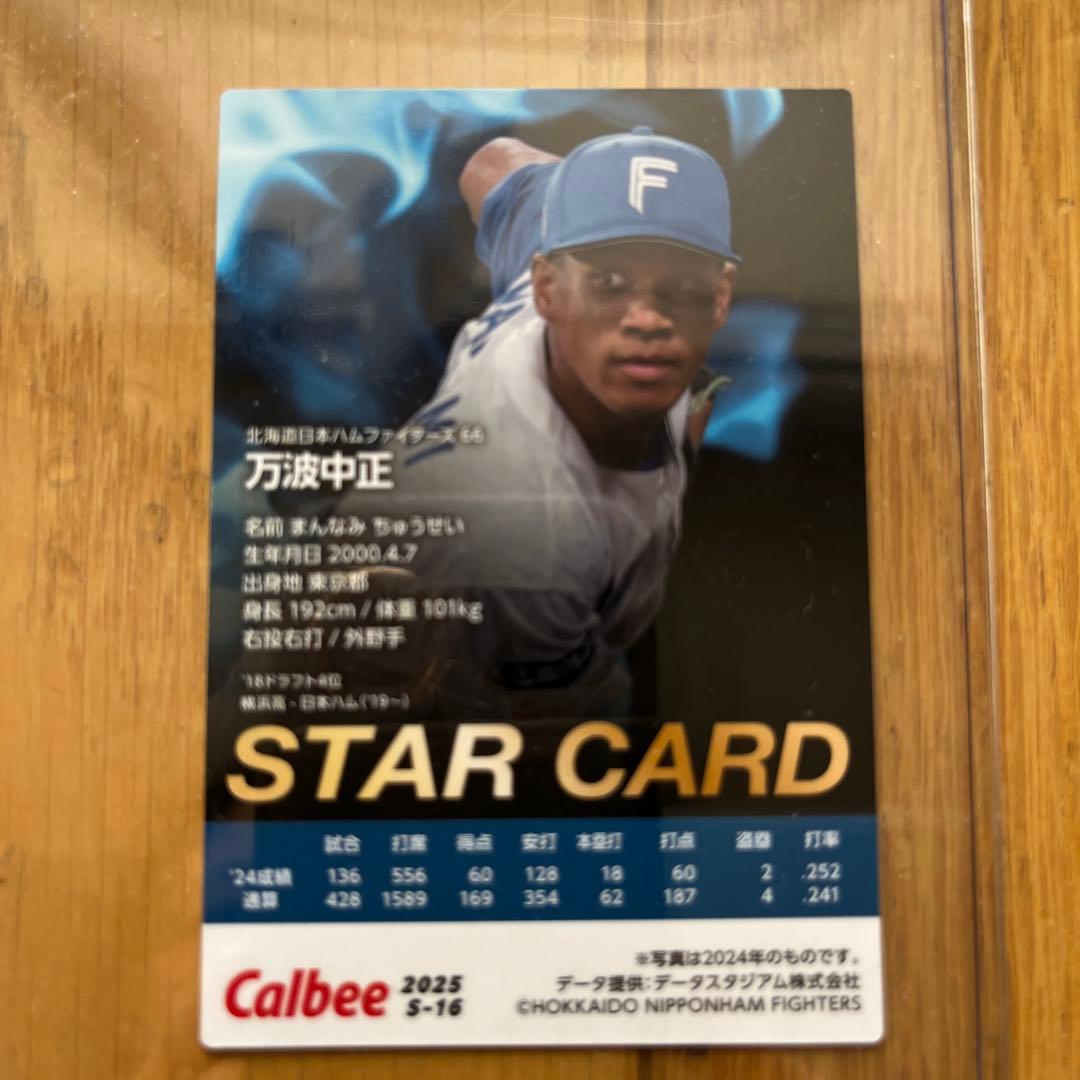 F
北海道日本ハムファイターズ 66
万波中正
名前 まんなみ ちゅうせい
生年月日 2000.4.7
出身地 東京都
身長 192cm / 体重 101kg
右投右打 / 外野手
'18ドラフト4位
横浜高 - 日本ハム('19～)
STAR CARD
試合 打席 得点 安打 本塁打 打点 盗塁 打率
'24成績 136 556 60 128 18 60 2 .252
通算 428 1589 169 354 62 187 4 .241
※写真は2024年のものです。
データ提供:データスタジアム株式会社
©HOKKAIDO NIPPONHAM FIGHTERS
Calbee 2025
S-16